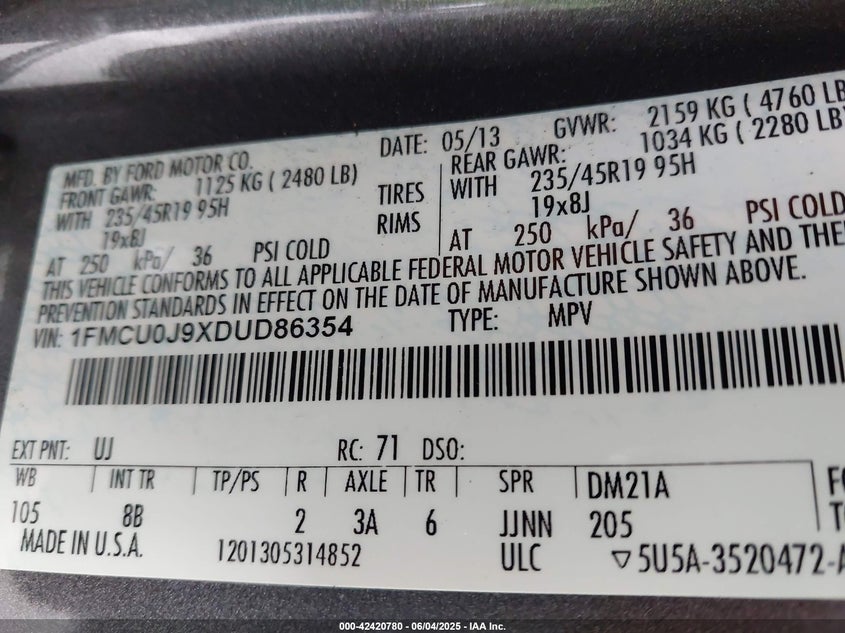 MFD. BY FORD MOTOR CO. DATE: 05/13 GVWR: 2159 KG ( 4760 LB
FRONT GAWR: 1125 KG ( 2480 LB) REAR GAWR: 1034 KG ( 2280 LB)
WITH 235/45R19 95H TIRES WITH 235/45R19 95H
19x8J RIMS 19x8J
AT 250 kPa/ 36 PSI COLD AT 250 kPa/ 36 PSI COLD
THIS VEHICLE CONFORMS TO ALL APPLICABLE FEDERAL MOTOR VEHICLE SAFETY AND THE
PREVENTION STANDARDS IN EFFECT ON THE DATE OF MANUFACTURE SHOWN ABOVE.
VIN: 1FMCU0J9XDUD86354 TYPE: MPV
EXT PNT: UJ RC: 71 DSO:
WB INT TR TP/PS R AXLE TR SPR DM21A
105 8B 2 3A 6 JJNN 205
MADE IN U.S.A. 1201305314852 ULC ▽5U5A-3520472-A
000-42420780 - 06/04/2025 - IAA Inc.